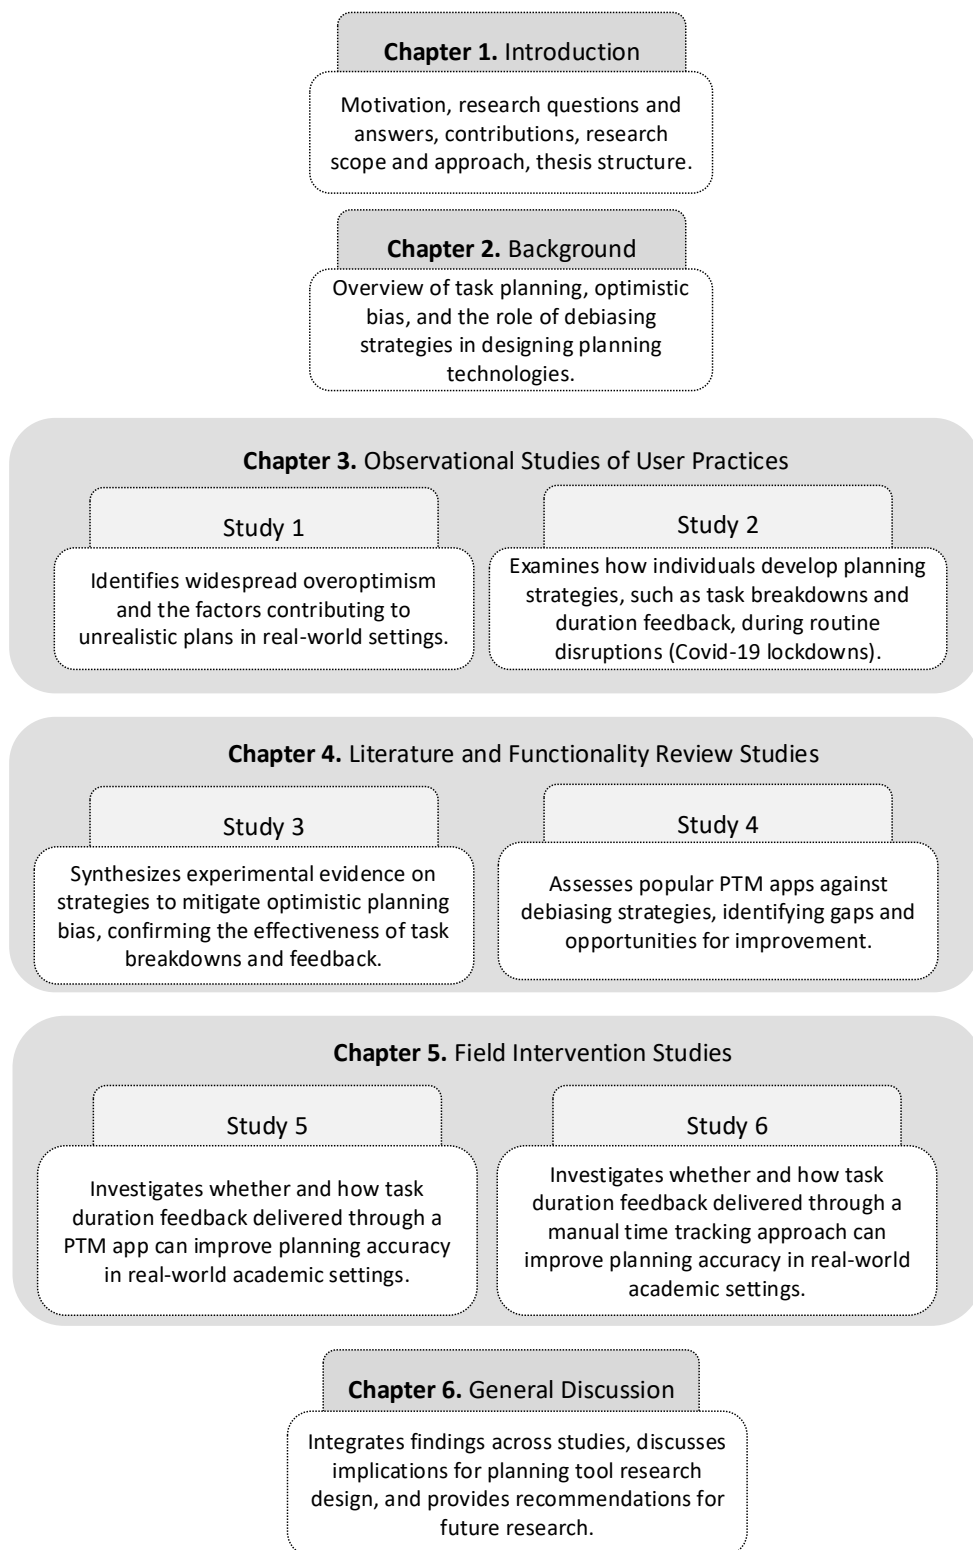 Chapter 1. Introduction
Motivation, research questions and
answers, contributions, research
scope and approach, thesis structure.
Chapter 2. Background
Overview of task planning, optimistic
bias, and the role of debiasing
strategies in designing planning
technologies.
Chapter 3. Observational Studies of User Practices
Study 1
Identifies widespread overoptimism
and the factors contributing to
unrealistic plans in real-world settings.
Study 2
Examines how individuals develop planning
strategies, such as task breakdowns and
duration feedback, during routine
disruptions (Covid-19 lockdowns).
Chapter 4. Literature and Functionality Review Studies
Study 3
Synthesizes experimental evidence on
strategies to mitigate optimistic planning
bias, confirming the effectiveness of task
breakdowns and feedback.
Study 4
Assesses popular PTM apps against
debiasing strategies, identifying gaps and
opportunities for improvement.
Chapter 5. Field Intervention Studies
Study 5
Investigates whether and how task
duration feedback delivered through a
PTM app can improve planning accuracy
in real-world academic settings.
Study 6
Investigates whether and how task
duration feedback delivered through a
manual time tracking approach can
improve planning accuracy in real-world
academic settings.
Chapter 6. General Discussion
Integrates findings across studies, discusses
implications for planning tool research
design, and provides recommendations for
future research.